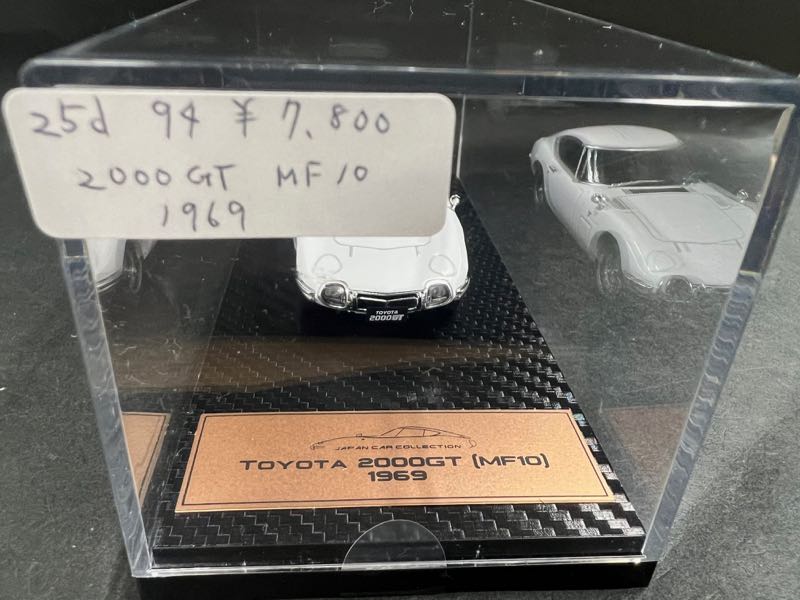 25d 94 ¥7,800
2000GT MF10
1969
TOYOTA
2000GT
JAPAN CAR COLLECTION
TOYOTA 2000GT (MF10)
1969